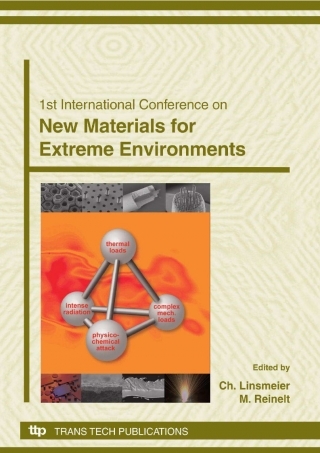 1st International Conference on
New Materials for
Extreme Environments
thermal
loads
intense
radiation
complex
mech.
loads
physico-
chemical
attack
Edited by
Ch. Linsmeier
M. Reinelt
ttp TRANS TECH PUBLICATIONS